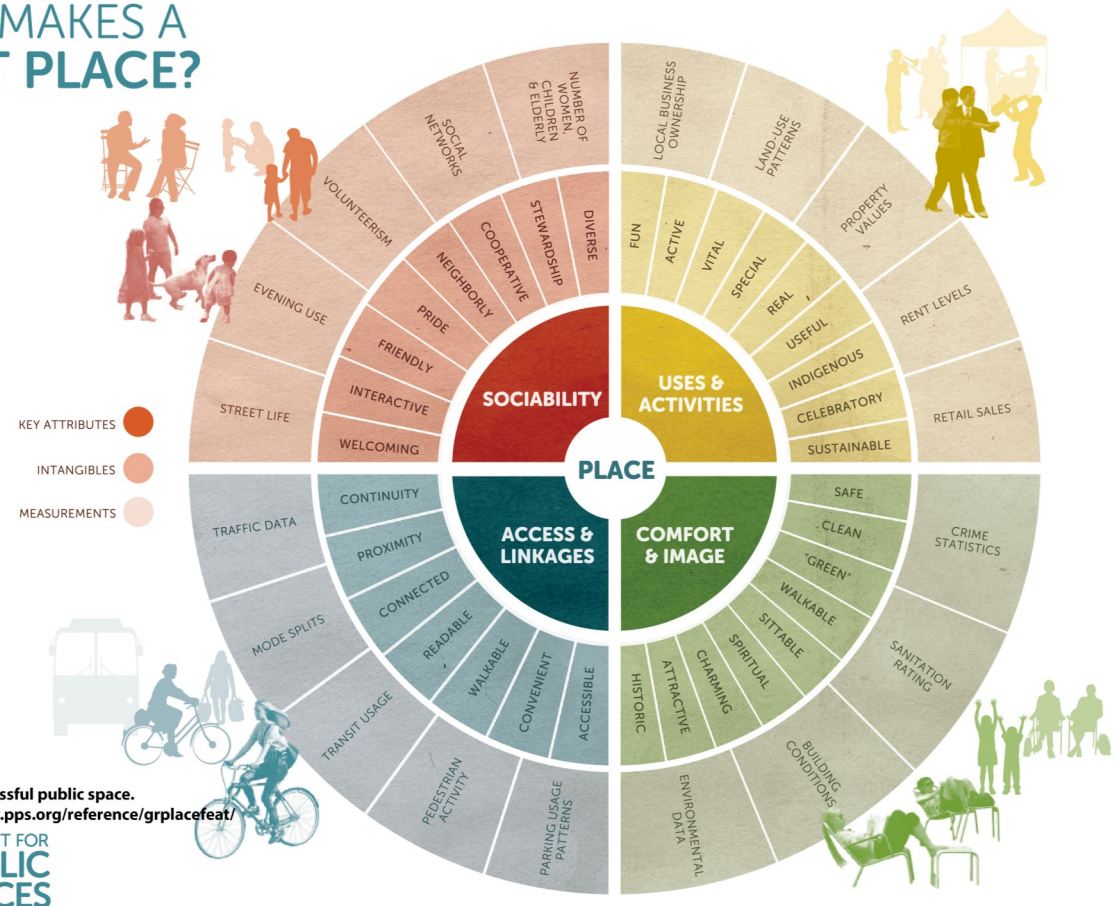 MAKES A
T PLACE?
KEY ATTRIBUTES
INTANGIBLES
MEASUREMENTS
PLACE
SOCIABILITY
USES &
ACTIVITIES
ACCESS &
LINKAGES
COMFORT
& IMAGE
WELCOMING
INTERACTIVE
FRIENDLY
PRIDE
NEIGHBORLY
COOPERATIVE
STEWARDSHIP
DIVERSE
FUN
ACTIVE
VITAL
SPECIAL
REAL
USEFUL
INDIGENOUS
CELEBRATORY
SUSTAINABLE
SAFE
CLEAN
"GREEN"
WALKABLE
SITTABLE
SPIRITUAL
CHARMING
ATTRACTIVE
HISTORIC
ACCESSIBLE
CONVENIENT
WALKABLE
READABLE
CONNECTED
PROXIMITY
CONTINUITY
STREET LIFE
EVENING USE
VOLUNTEERISM
SOCIAL
NETWORKS
NUMBER OF
WOMEN,
CHILDREN
& ELDERLY
LOCAL BUSINESS
OWNERSHIP
LAND-USE
PATTERNS
PROPERTY
VALUES
RENT LEVELS
RETAIL SALES
CRIME
STATISTICS
SANITATION
RATING
BUILDING
CONDITIONS
ENVIRONMENTAL
DATA
PARKING USAGE
PATTERNS
PEDESTRIAN
ACTIVITY
TRANSIT USAGE
MODE SPLITS
TRAFFIC DATA
ssful public space.
.pps.org/reference/grplacefeat/
T FOR
LIC
CES